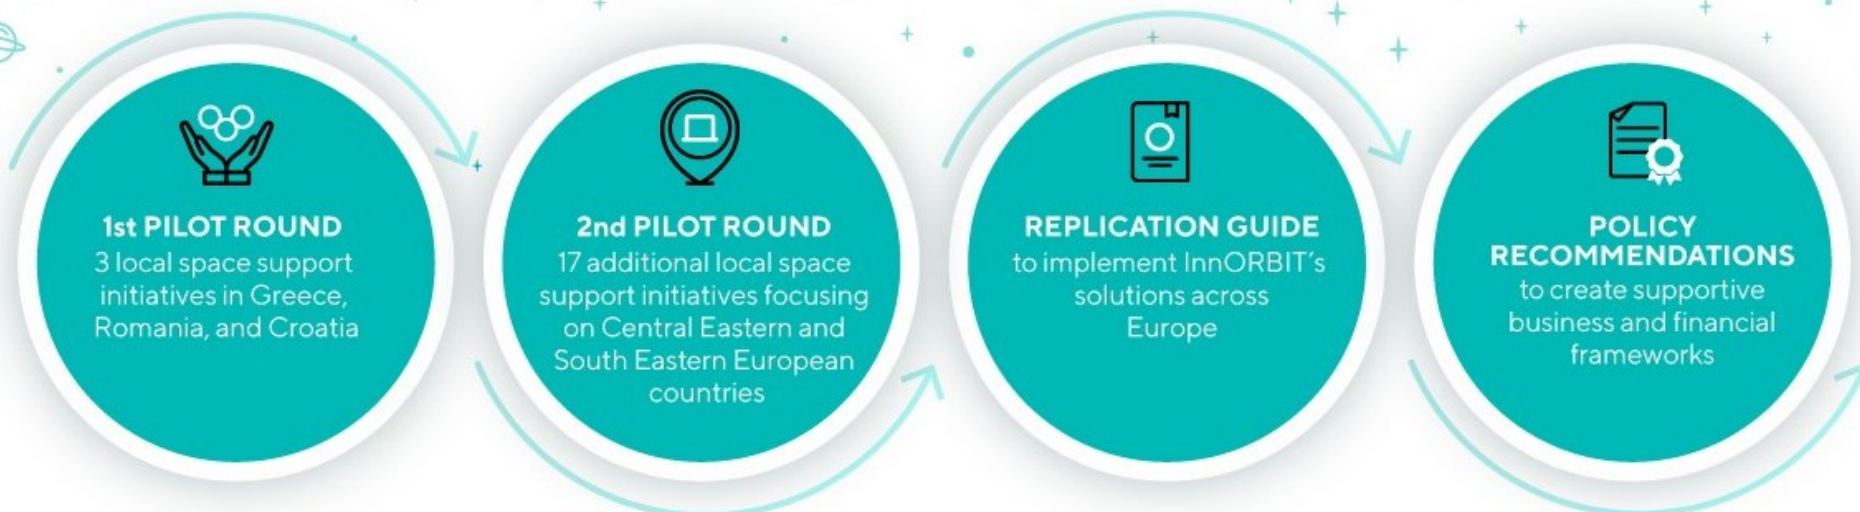 1st PILOT ROUND
3 local space support
initiatives in Greece,
Romania, and Croatia
2nd PILOT ROUND
17 additional local space
support initiatives focusing
on Central Eastern and
South Eastern European
countries
REPLICATION GUIDE
to implement InnORBIT’s
solutions across
Europe
POLICY
RECOMMENDATIONS
to create supportive
business and financial
frameworks